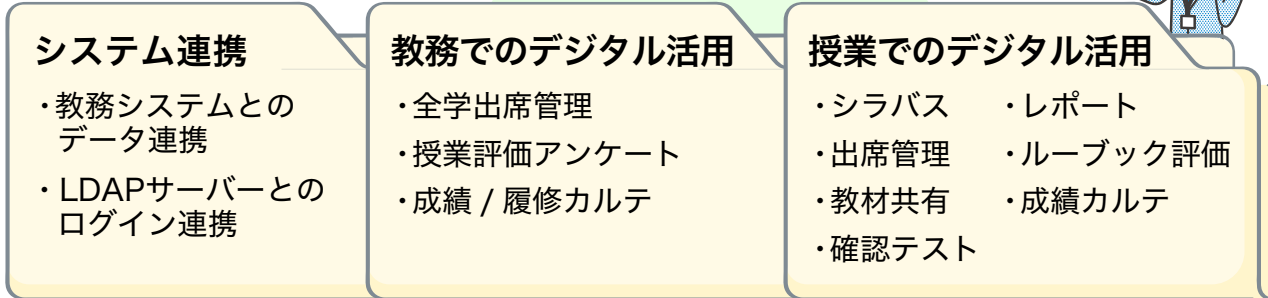 システム連携
・教務システムとの
データ連携
・LDAPサーバーとの
ログイン連携
教務でのデジタル活用
・全学出席管理
・授業評価アンケート
・成績 / 履修カルテ
授業でのデジタル活用
・シラバス
・出席管理
・教材共有
・確認テスト
・レポート
・ルーブック評価
・成績カルテ